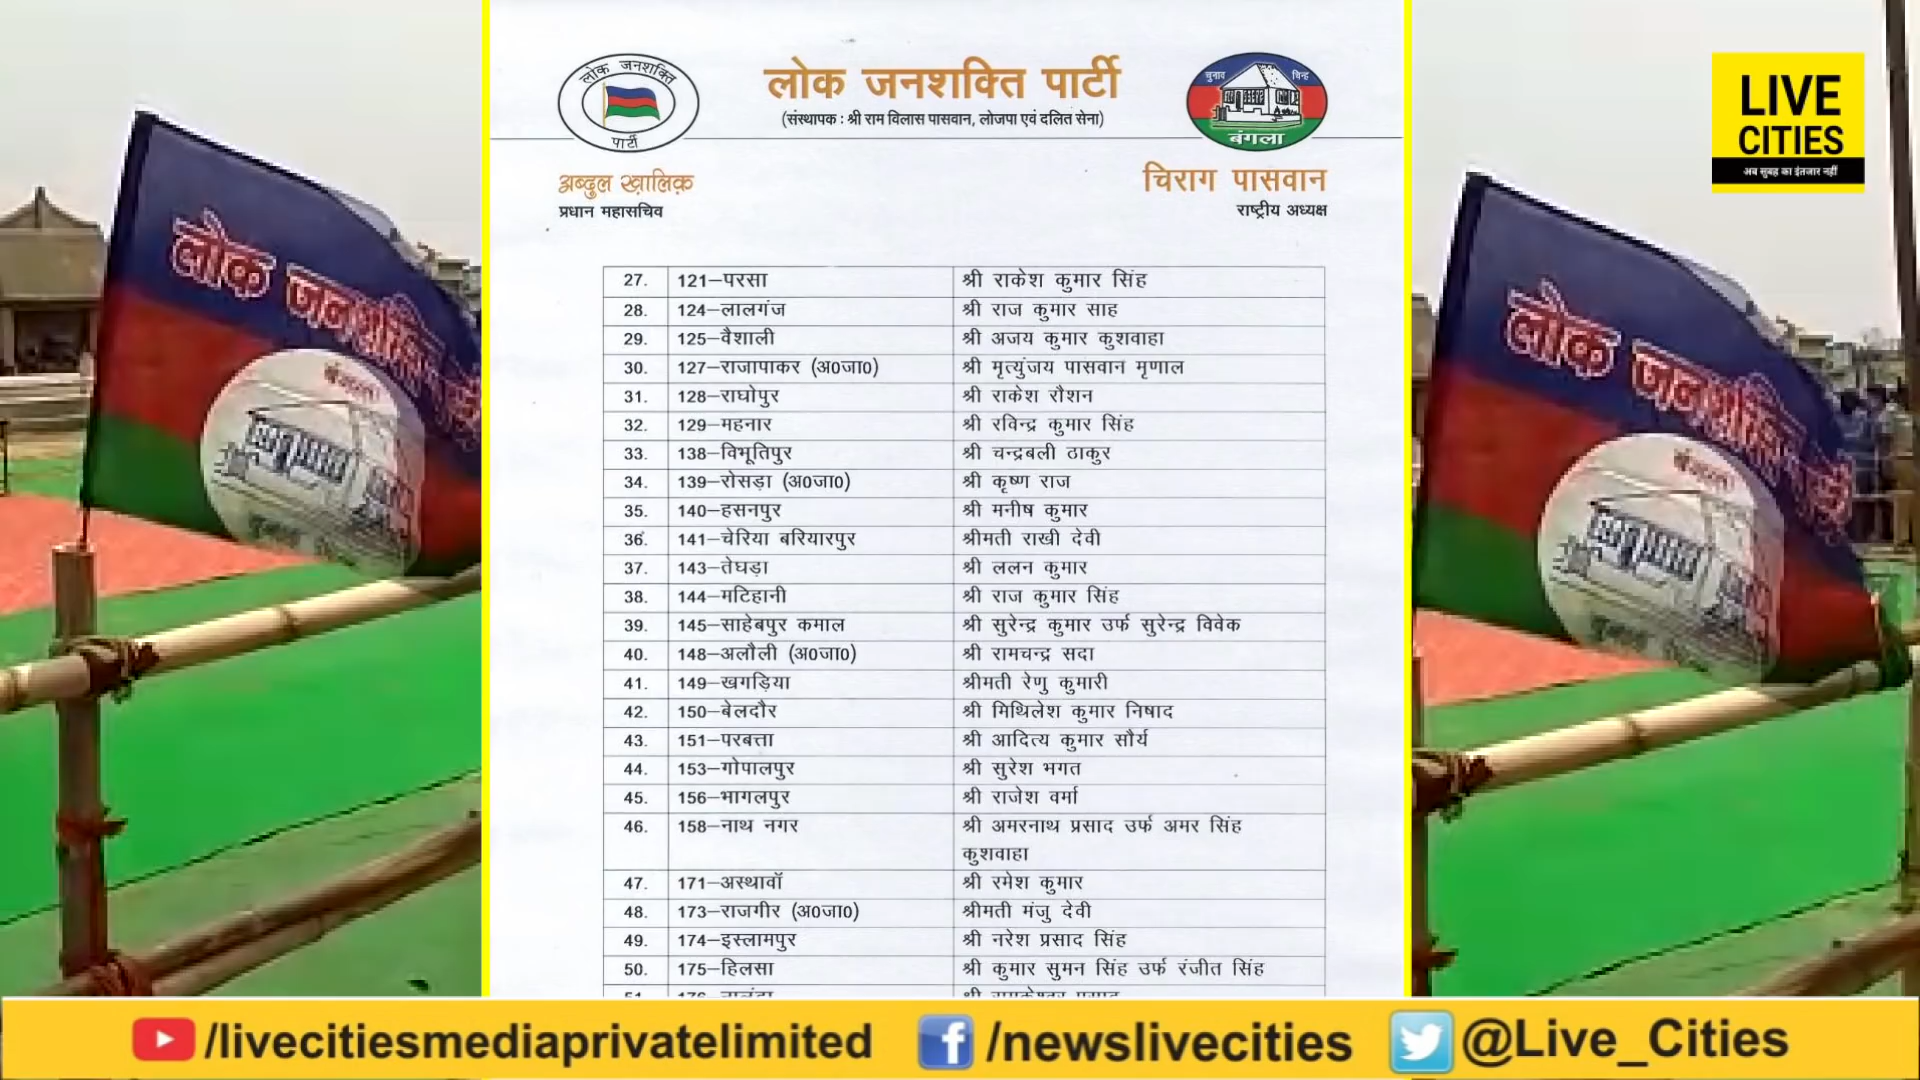 लोक जनशक्ति
पार्टी
लोक जनशक्ति पार्टी
(संस्थापक : श्री राम विलास पासवान, लोजपा एवं दलित सेना)
चुनाव चिन्ह
बंगला
अब्दुल ख़ालिक़
प्रधान महासचिव
चिराग पासवान
राष्ट्रीय अध्यक्ष
LIVE
CITIES
अब सुबह का इंतजार नहीं
लोक जनशक्ति
लोक जनशक्ति
27. 121–परसा श्री राकेश कुमार सिंह
28. 124–लालगंज श्री राज कुमार साह
29. 125–वैशाली श्री अजय कुमार कुशवाहा
30. 127–राजापाकर (अ0जा0) श्री मृत्युंजय पासवान मृणाल
31. 128–राघोपुर श्री राकेश रौशन
32. 129–महनार श्री रविन्द्र कुमार सिंह
33. 138–विभूतिपुर श्री चन्द्रबली ठाकुर
34. 139–रोसड़ा (अ0जा0) श्री कृष्ण राज
35. 140–हसनपुर श्री मनीष कुमार
36. 141–चेरिया बरियारपुर श्रीमती राखी देवी
37. 143–तेघड़ा श्री ललन कुमार
38. 144–मटिहानी श्री राज कुमार सिंह
39. 145–साहेबपुर कमाल श्री सुरेन्द्र कुमार उर्फ सुरेन्द्र विवेक
40. 148–अलौली (अ0जा0) श्री रामचन्द्र सदा
41. 149–खगड़िया श्रीमती रेणु कुमारी
42. 150–बेलदौर श्री मिथिलेश कुमार निषाद
43. 151–परबत्ता श्री आदित्य कुमार सौर्य
44. 153–गोपालपुर श्री सुरेश भगत
45. 156–भागलपुर श्री राजेश वर्मा
46. 158–नाथ नगर श्री अमरनाथ प्रसाद उर्फ अमर सिंह
कुशवाहा
47. 171–अस्थावॉ श्री रमेश कुमार
48. 173–राजगीर (अ0जा0) श्रीमती मंजु देवी
49. 174–इस्लामपुर श्री नरेश प्रसाद सिंह
50. 175–हिलसा श्री कुमार सुमन सिंह उर्फ रंजीत सिंह
/livecitiesmediaprivatelimited
/newslivecities
@Live_Cities